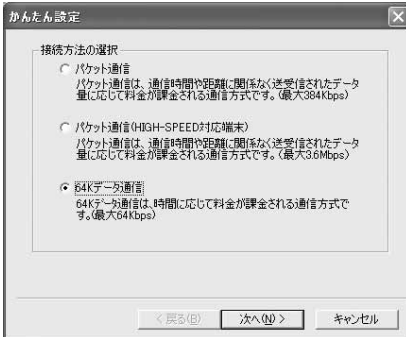 かんたん設定
接続方法の選択
パケット通信
パケット通信は、通信時間や距離に関係なく送受信されたデータ
量に応じて料金が課金される通信方式です。(最大384Kbps)
パケット通信(HIGH-SPEED対応端末)
パケット通信は、通信時間や距離に関係なく送受信されたデータ
量に応じて料金が課金される通信方式です。(最大3.6Mbps)
64Kデータ通信
64Kデータ通信は、時間に応じて料金が課金される通信方式で
す。(最大64Kbps)
< 戻る(B) 次へ(N) > キャンセル